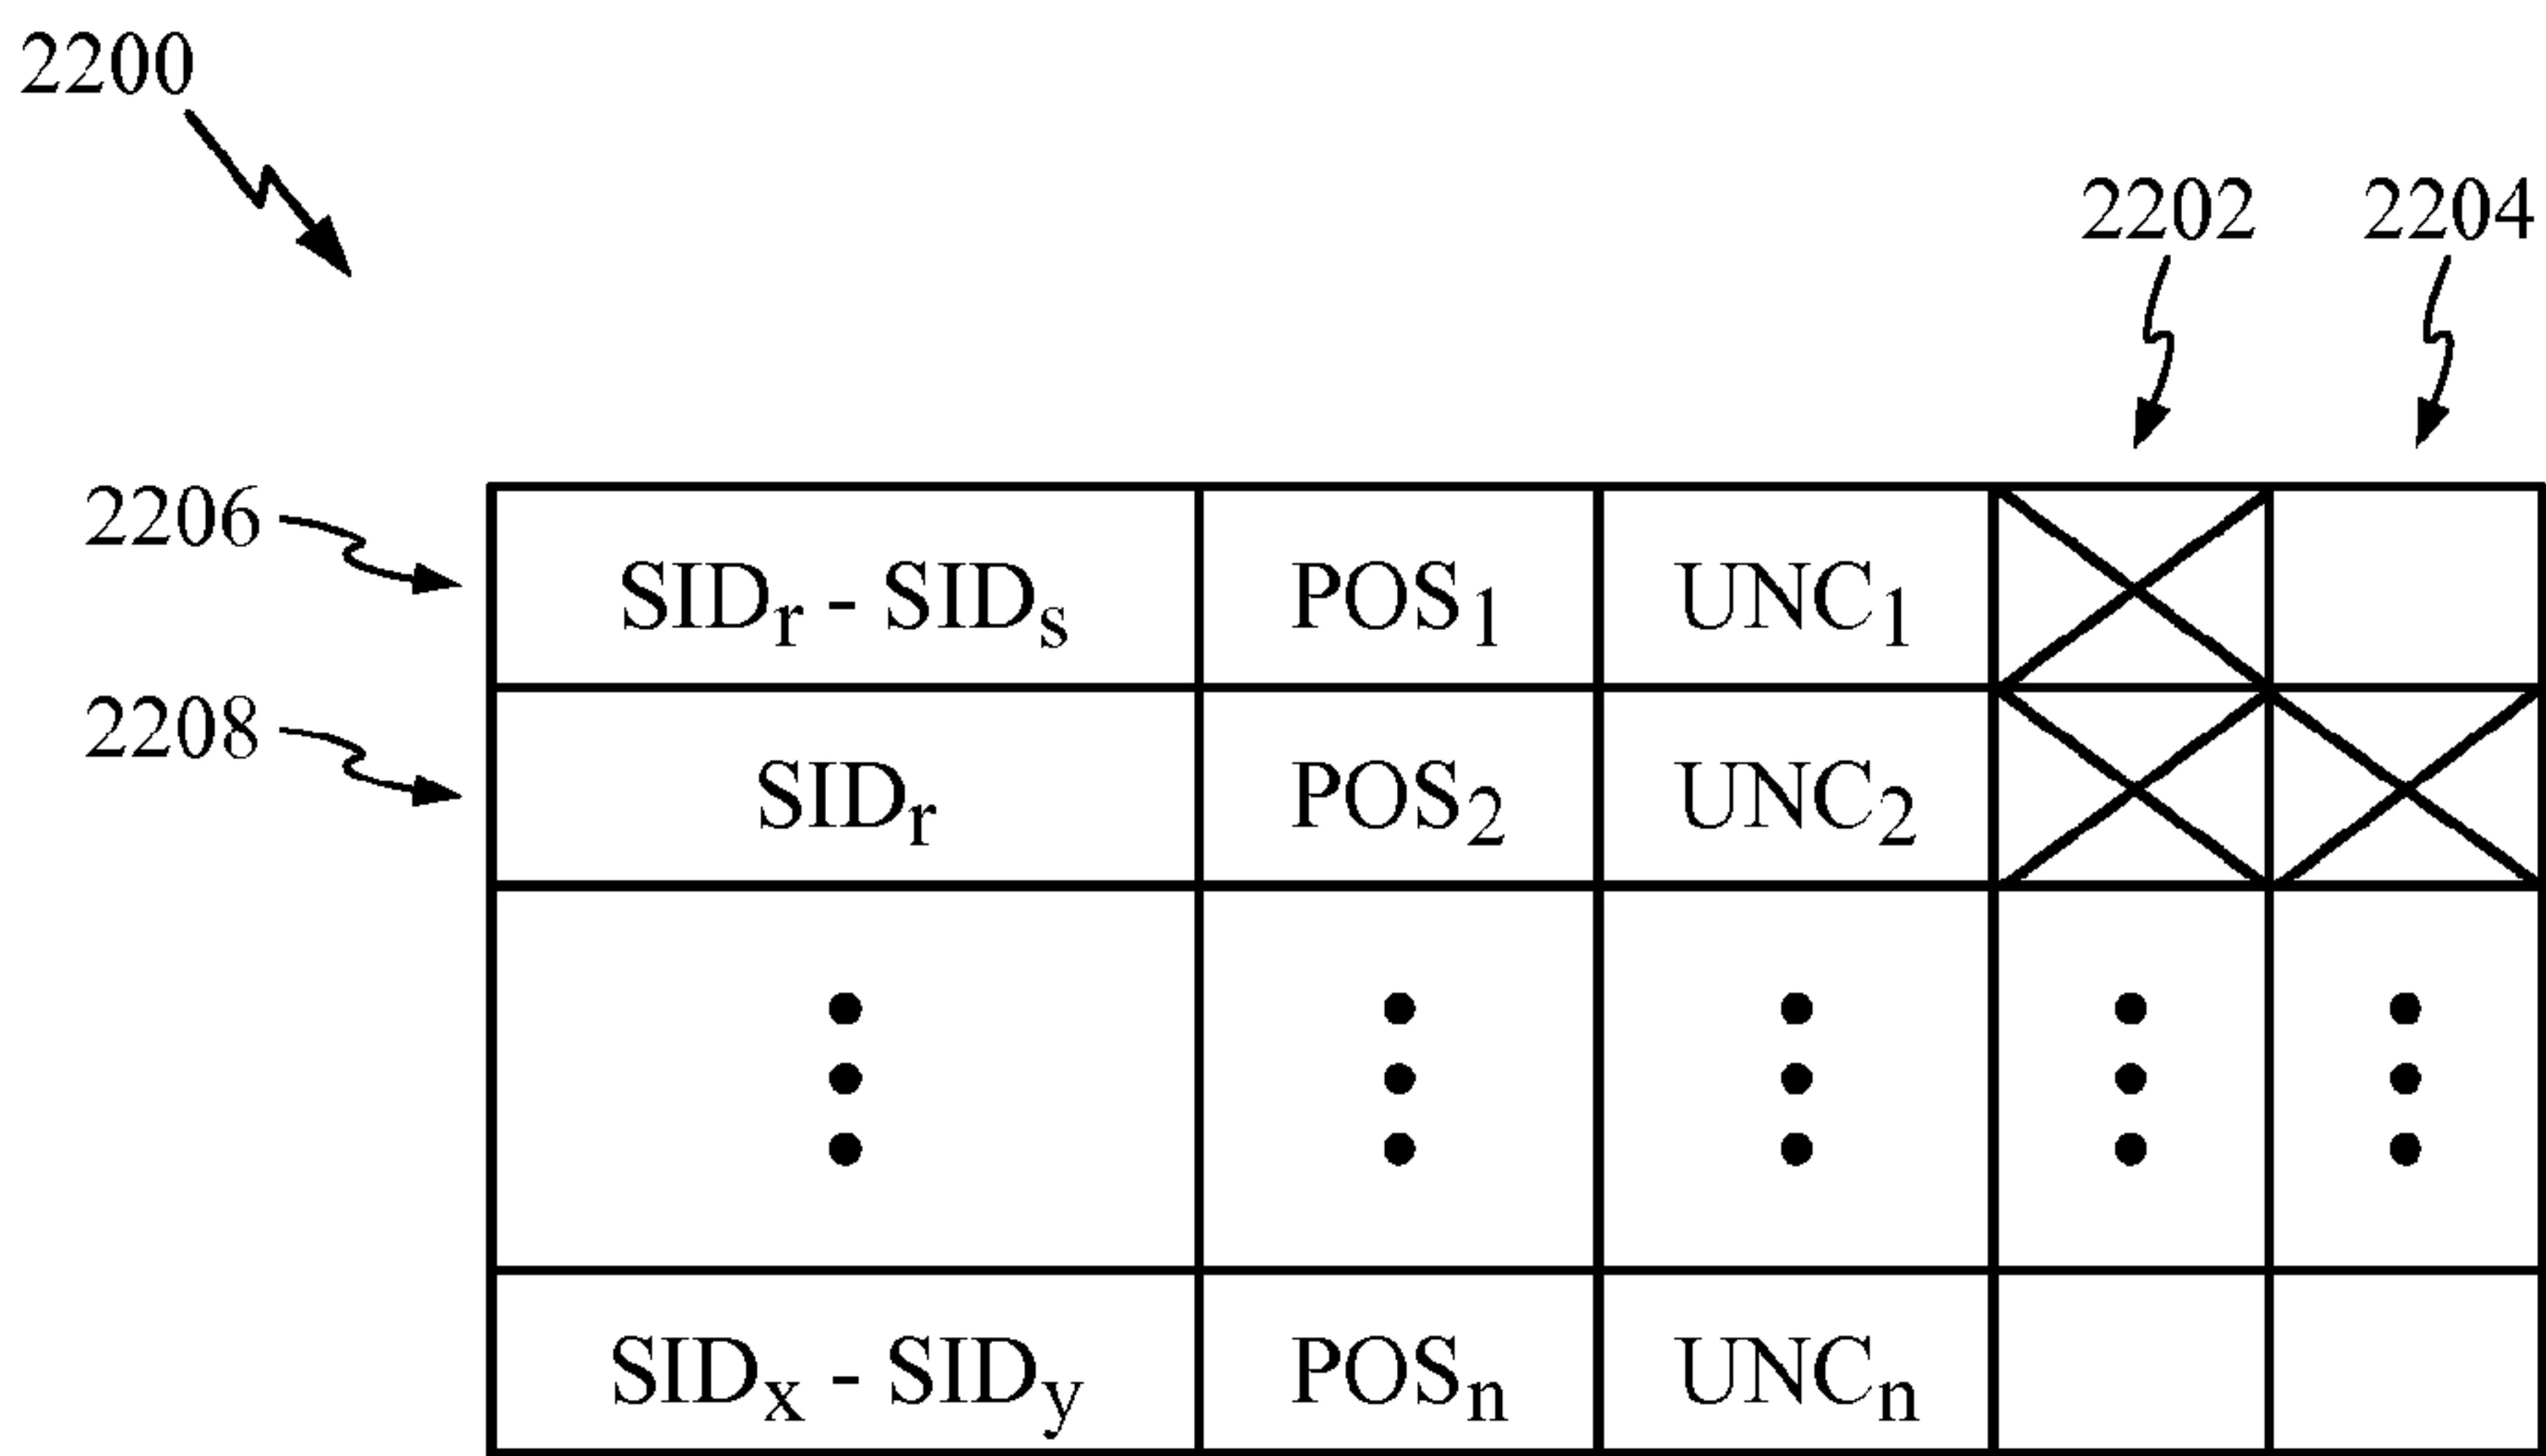 2200
2202 2204
2206 SIDr - SIDs POS1 UNC1
2208 SIDr POS2 UNC2
SIDx - SIDy POSn UNCn